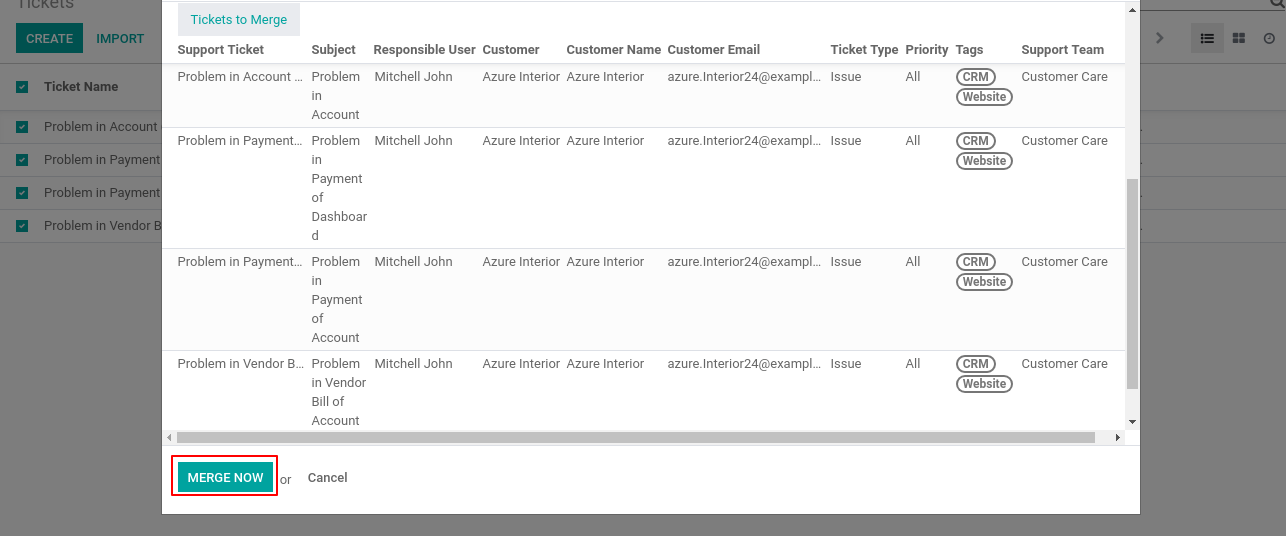 Tickets
CREATE IMPORT
Ticket Name
Problem in Account
Problem in Payment
Problem in Payment
Problem in Vendor B
Tickets to Merge
Support Ticket Subject Responsible User Customer Customer Name Customer Email Ticket Type Priority Tags Support Team
Problem in Account ... Problem in Account Mitchell John Azure Interior Azure Interior azure.Interior24@exampl... Issue All CRM Website Customer Care
Problem in Payment... Problem in Payment of Dashboard Mitchell John Azure Interior Azure Interior azure.Interior24@exampl... Issue All CRM Website Customer Care
Problem in Payment... Problem in Payment of Account Mitchell John Azure Interior Azure Interior azure.Interior24@exampl... Issue All CRM Website Customer Care
Problem in Vendor B... Problem in Vendor Bill of Account Mitchell John Azure Interior Azure Interior azure.Interior24@exampl... Issue All CRM Website Customer Care
MERGE NOW or Cancel